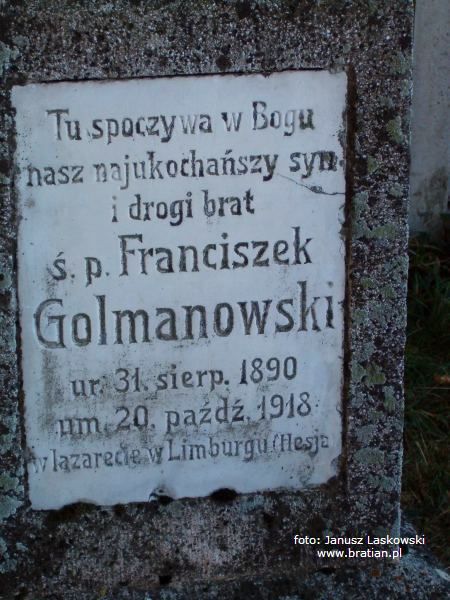 Tu spoczywa w Bogu
nasz najukochańszy syn
i drogi brat
ś. p. Franciszek
Golmanowski
ur. 31. sierp. 1890
um. 20. paźdź. 1918
w lazarecie w Limburgu (Hesja
foto: Janusz Laskowski
www.bratian.pl